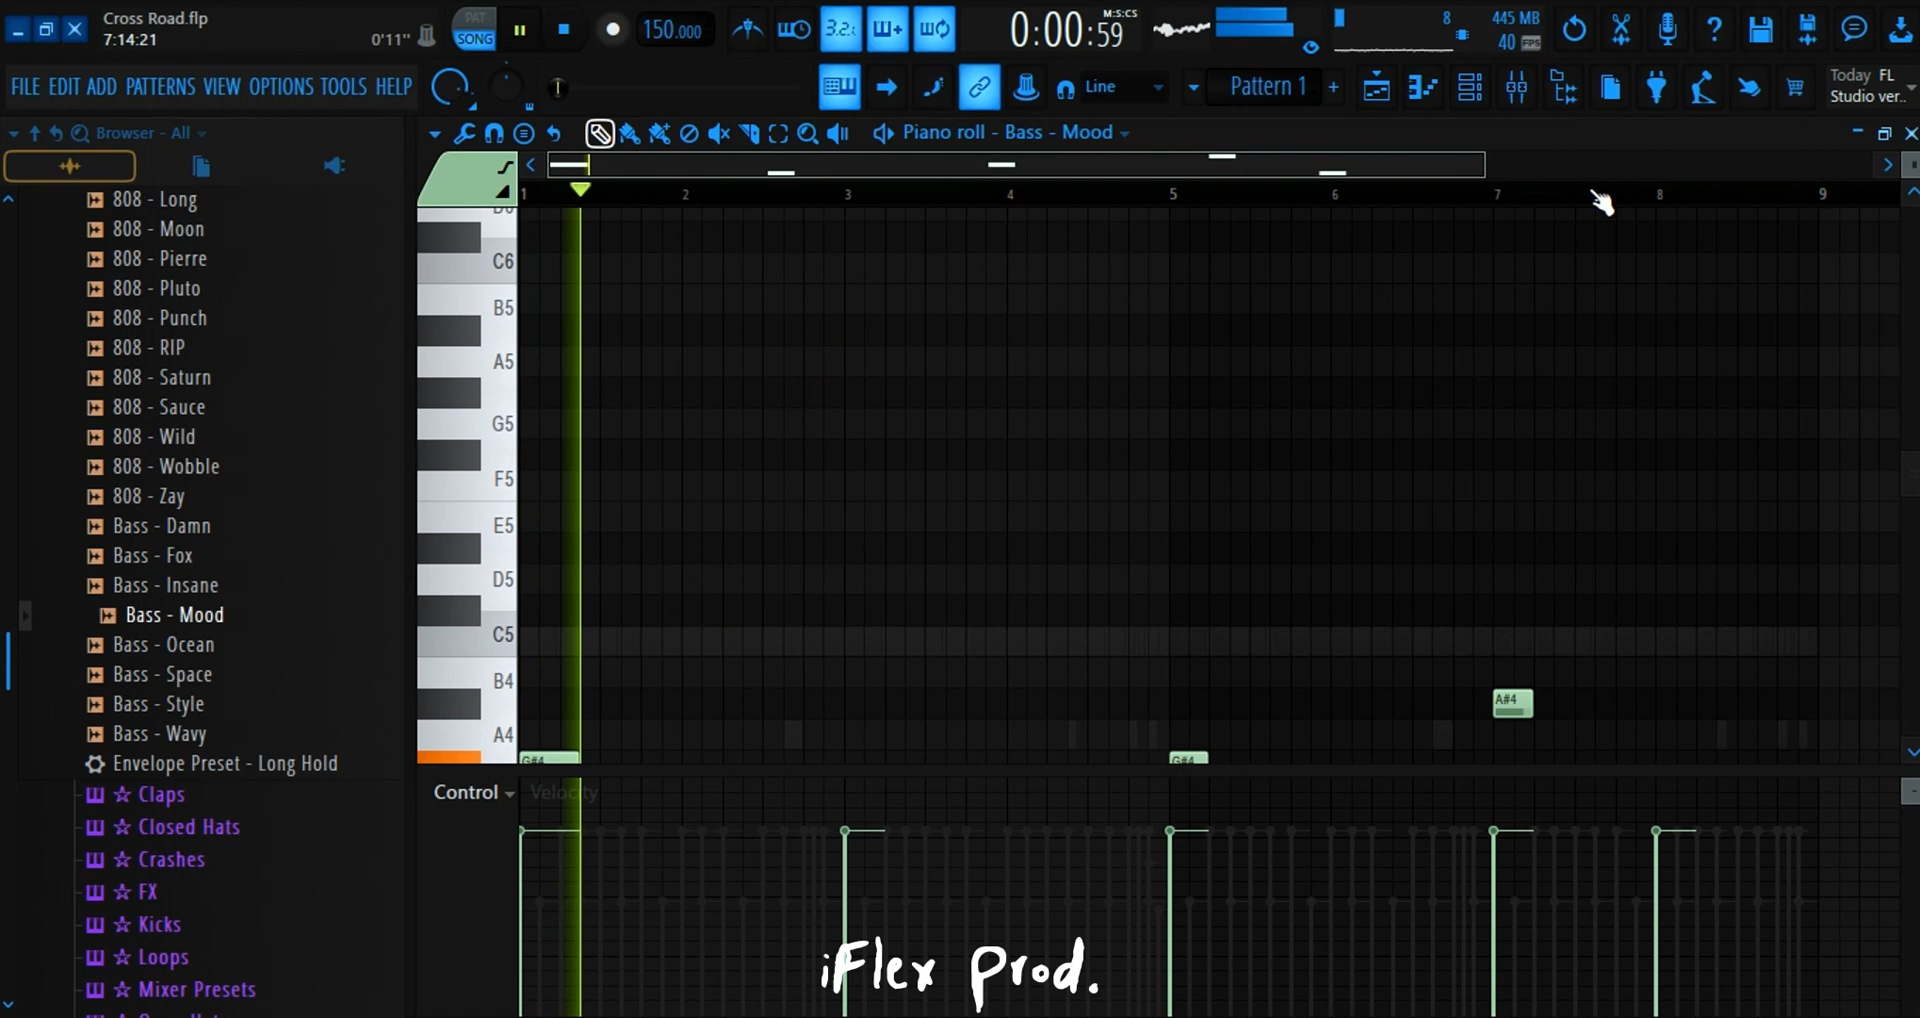 Cross Road.flp
7:14:21
0'11"
PAT
SONG
150.000
3.2.:
0:00:59
M:S:CS
8
445 MB
40 FPS
FILE EDIT ADD PATTERNS VIEW OPTIONS TOOLS HELP
Line
Pattern 1
+
Today FL
Studio ver..
Browser - All
Piano roll - Bass - Mood
1 2 3 4 5 6 7 8 9
808 - Long
808 - Moon
808 - Pierre
808 - Pluto
808 - Punch
808 - RIP
808 - Saturn
808 - Sauce
808 - Wild
808 - Wobble
808 - Zay
Bass - Damn
Bass - Fox
Bass - Insane
Bass - Mood
Bass - Ocean
Bass - Space
Bass - Style
Bass - Wavy
Envelope Preset - Long Hold
Claps
Closed Hats
Crashes
FX
Kicks
Loops
Mixer Presets
C6
B5
A5
G5
F5
E5
D5
C5
B4
A4
A#4
G#4
G#4
Control
Velocity
iFlex Prod.